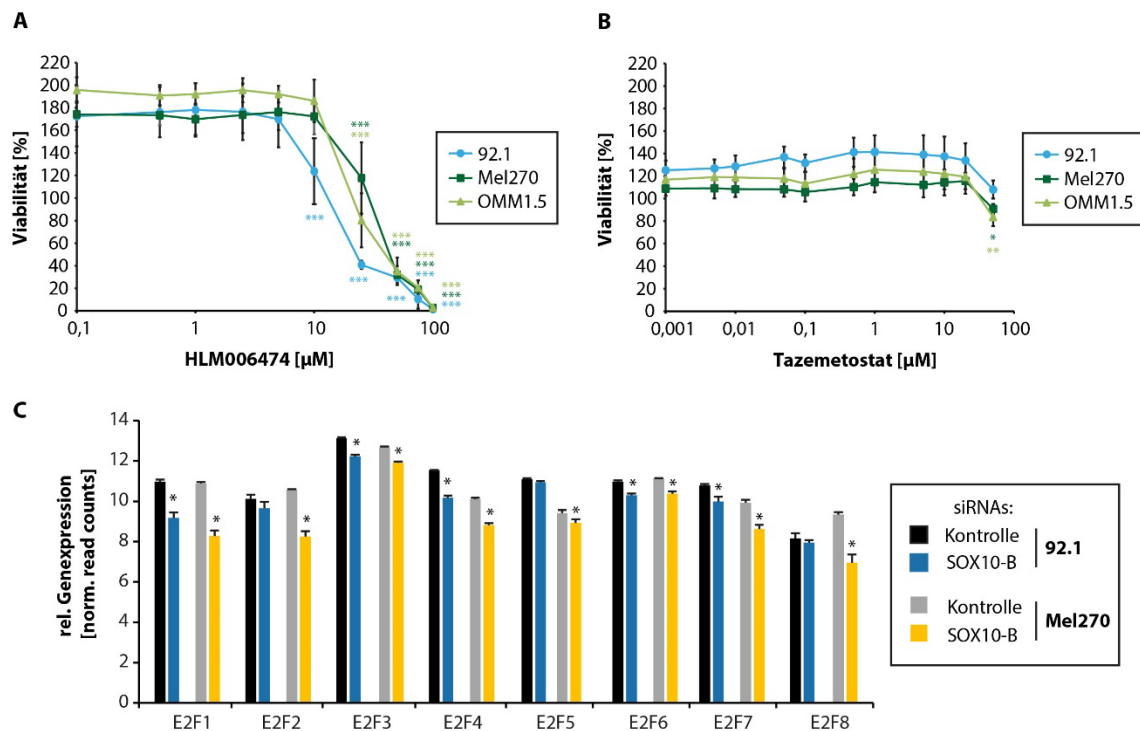 A
220
200
180
160
140
120
100
80
60
40
20
0
Viabilität [%]
0,1
1
10
100
HLM006474 [µM]
***
***
***
***
***
***
***
***
***
***
***
***
***
92.1
Mel270
OMM1.5
B
220
200
180
160
140
120
100
80
60
40
20
0
Viabilität [%]
0,001
0,01
0,1
1
10
100
Tazemetostat [µM]
*
**
92.1
Mel270
OMM1.5
C
14
12
10
8
6
4
2
0
rel. Genexpression
[norm. read counts]
* * * * * * * * * * * * *
E2F1 E2F2 E2F3 E2F4 E2F5 E2F6 E2F7 E2F8
siRNAs:
Kontrolle
SOX10-B
92.1
Kontrolle
SOX10-B
Mel270